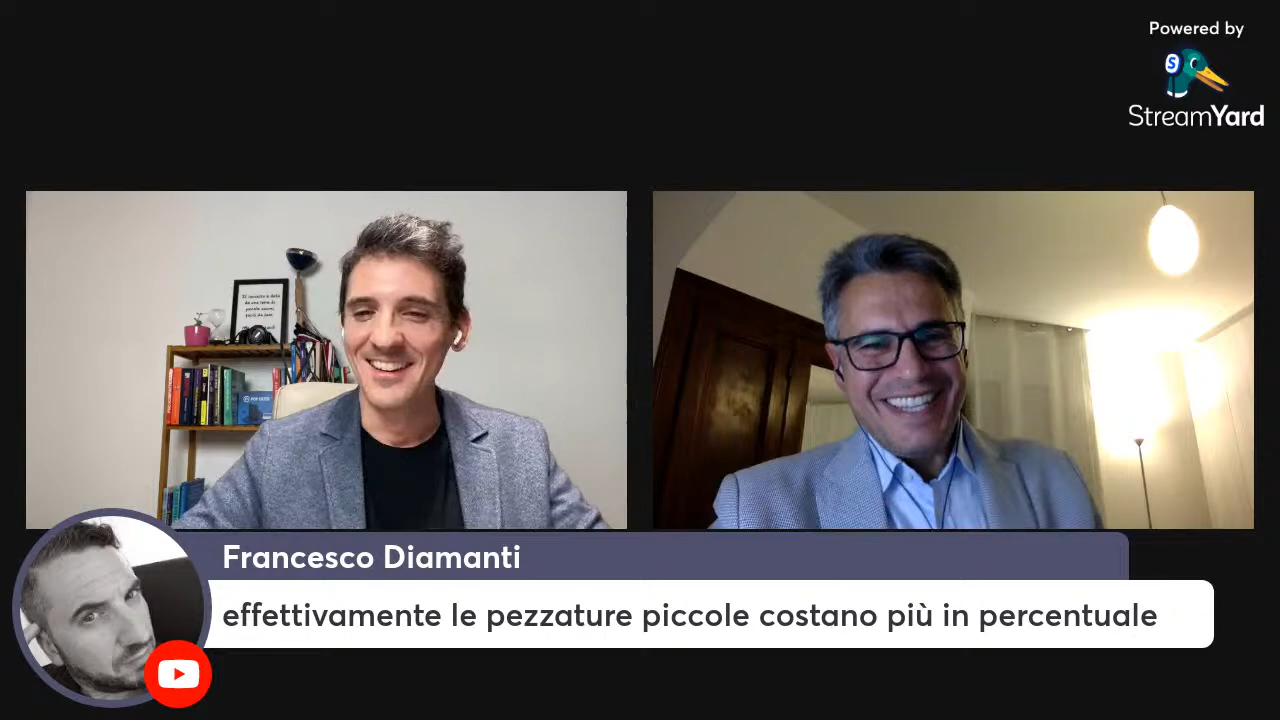 Powered by
StreamYard
Francesco Diamanti
effettivamente le pezzature piccole costano più in percentuale